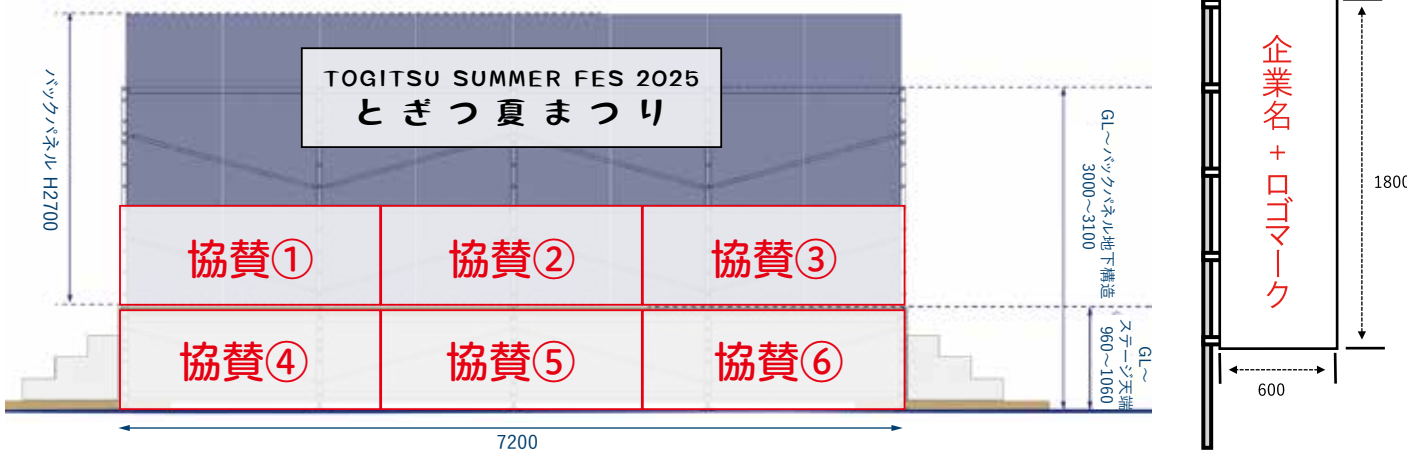 TOGITSU SUMMER FES 2025
とぎつ夏まつり
バックパネル H2700
協賛①
協賛②
協賛③
協賛④
協賛⑤
協賛⑥
7200
GL～バックパネル地下構造
3000～3100
GL～
ステージ天端
960～1060
企業名 + ロゴマーク
1800
600